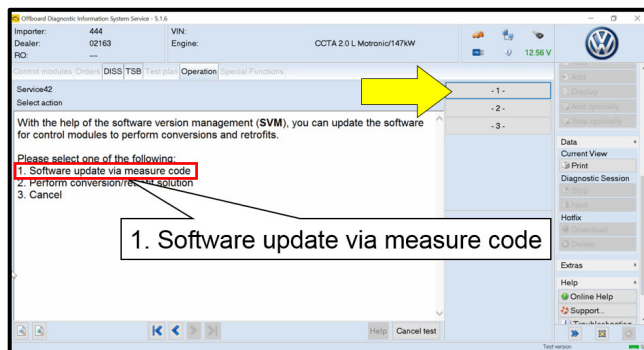 Offboard Diagnostic Information System Service - 5.1.6
Importer: 444 VIN:
Dealer: 02163 Engine: CCTA 2.0 L Motronic/147kW
RO: ---
12.56 V
Control modules Orders DISS TSB Test plan Operation Special Functions
Service42
Select action
With the help of the software version management (SVM), you can update the software
for control modules to perform conversions and retrofits.
Please select one of the following:
1. Software update via measure code
2. Perform conversion/retrofit solution
3. Cancel
1. Software update via measure code
Help Cancel test
- 1 -
- 2 -
- 3 -
Add
Display
Add cyclically
Stop cyclically
Data
Current View
Print
Diagnostic Session
Stop
Next
Hotfix
Download
Delete
Extras
Help
Online Help
Support...
Test version